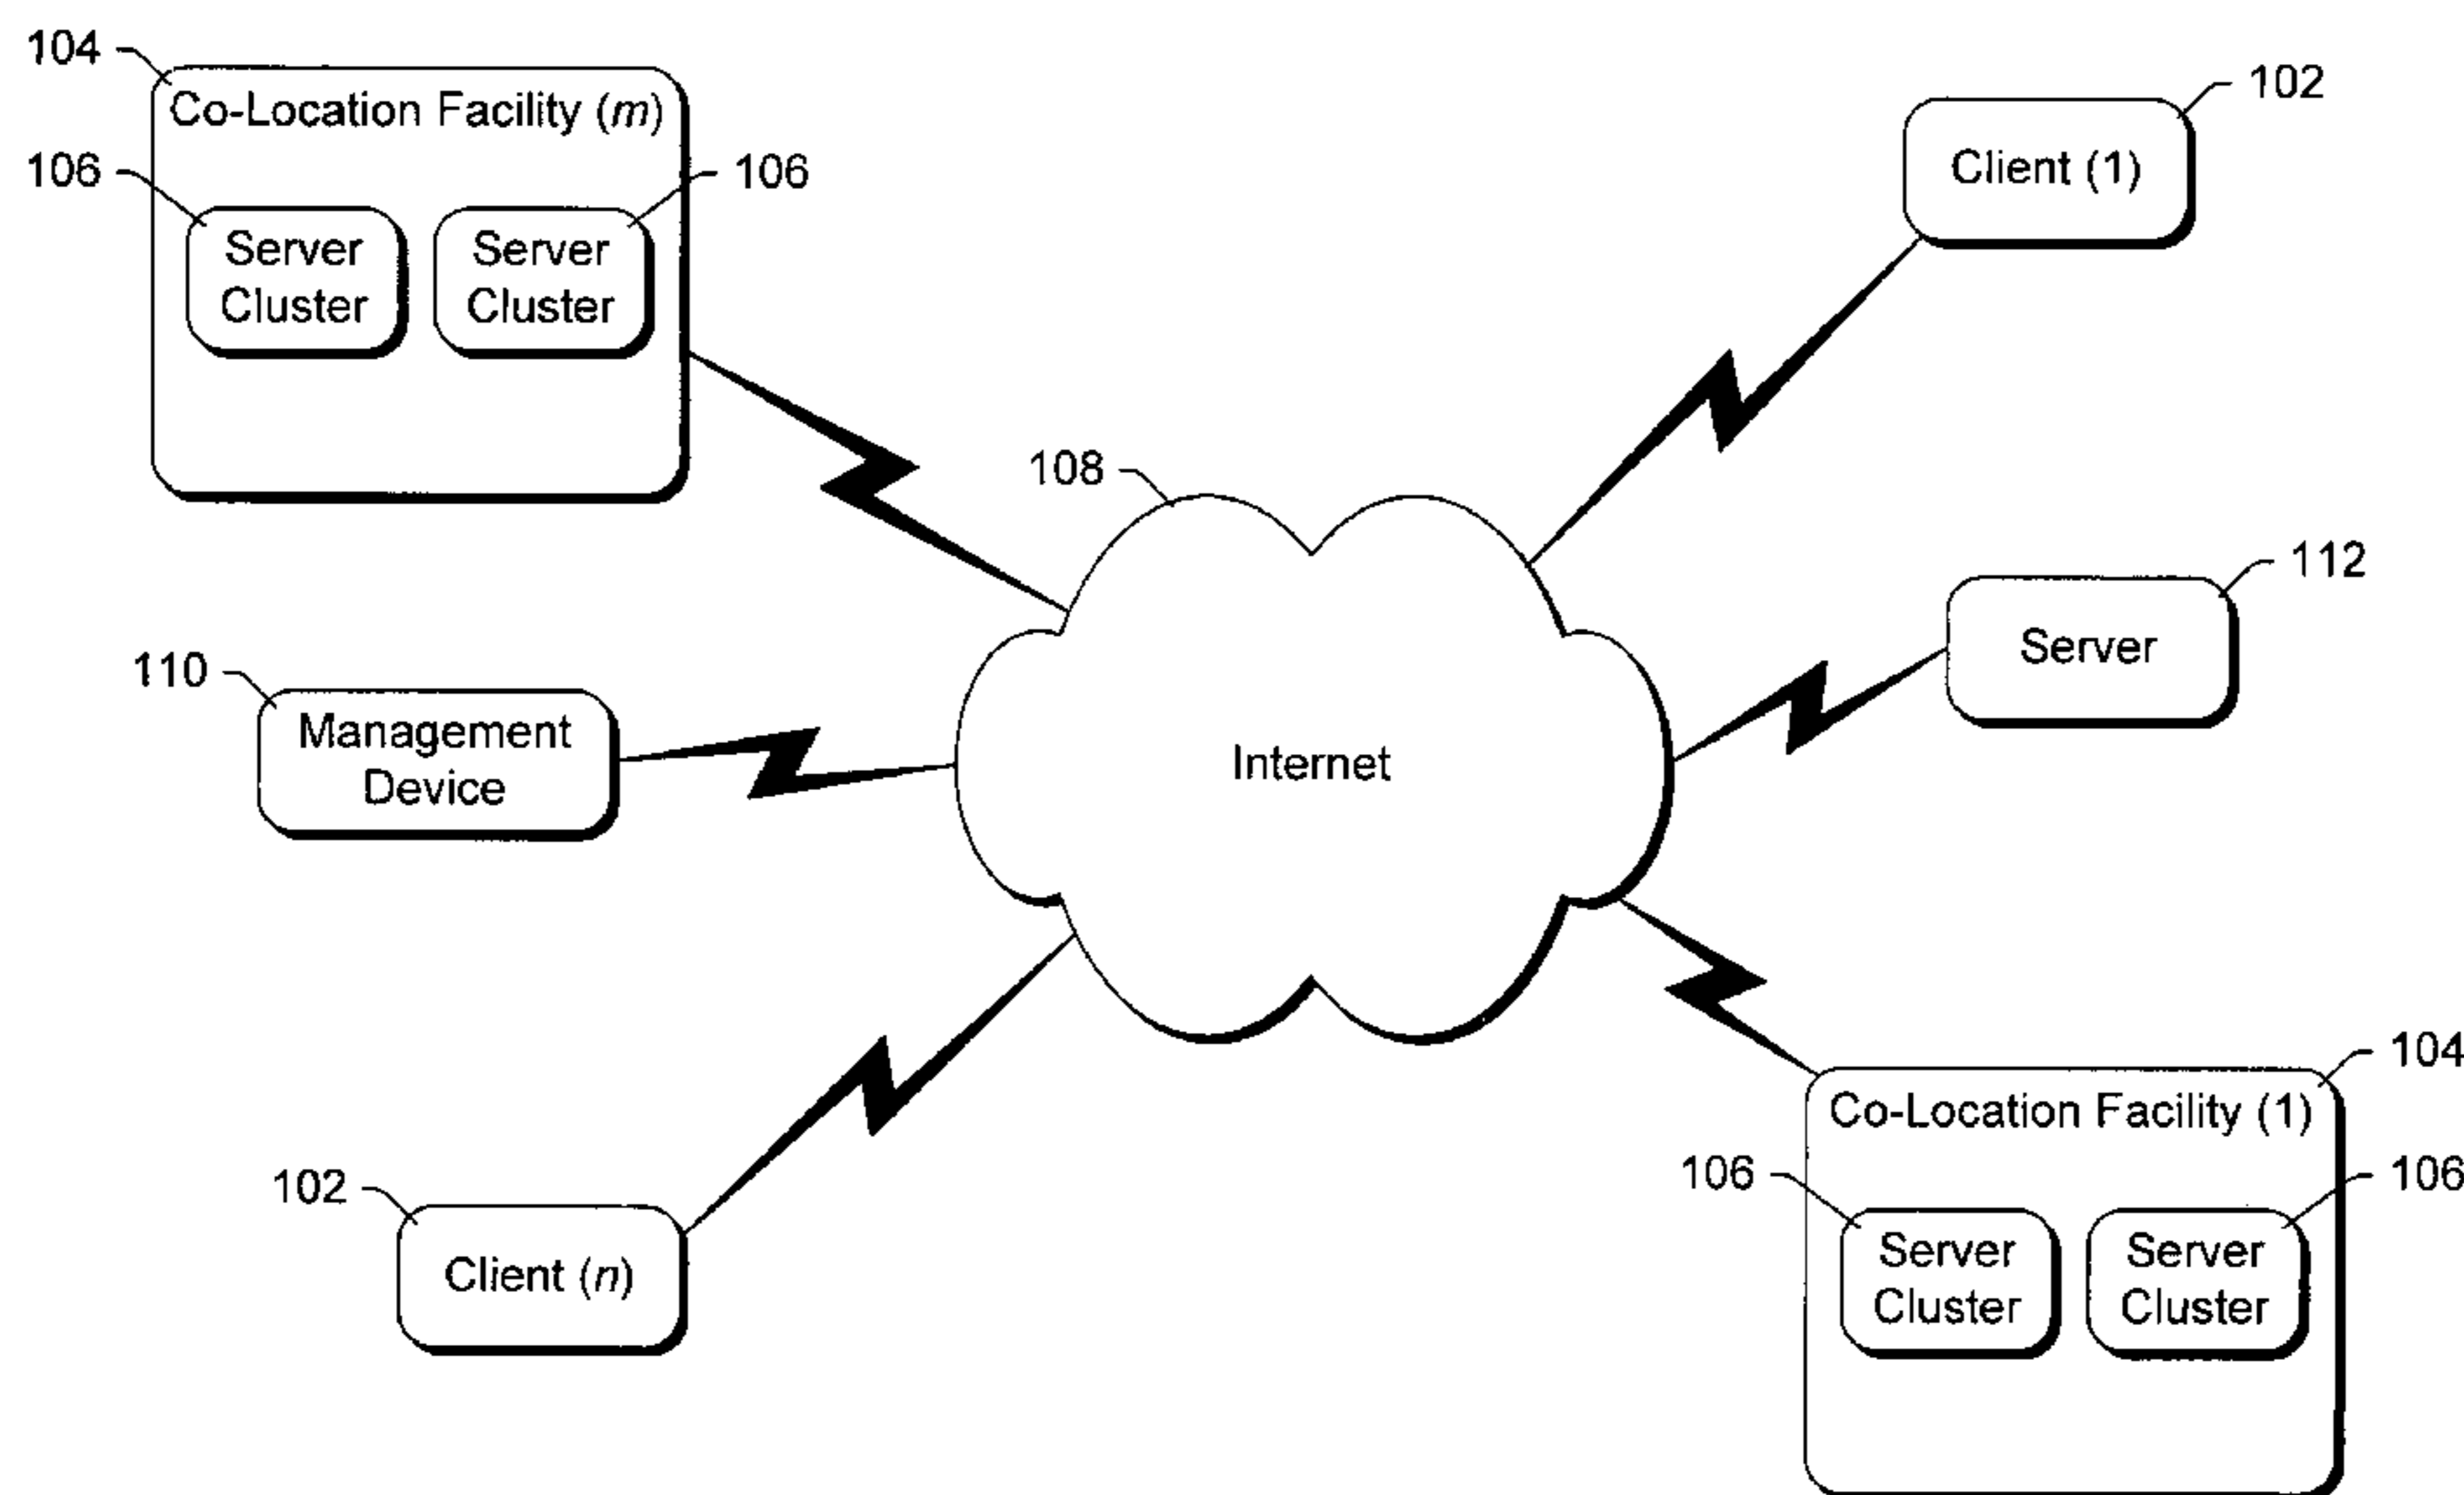 104
Co-Location Facility (m)
106
106
Server
Cluster
Server
Cluster
102
Client (1)
108
112
Server
110
Management
Device
Internet
104
Co-Location Facility (1)
106
106
Server
Cluster
Server
Cluster
102
Client (n)